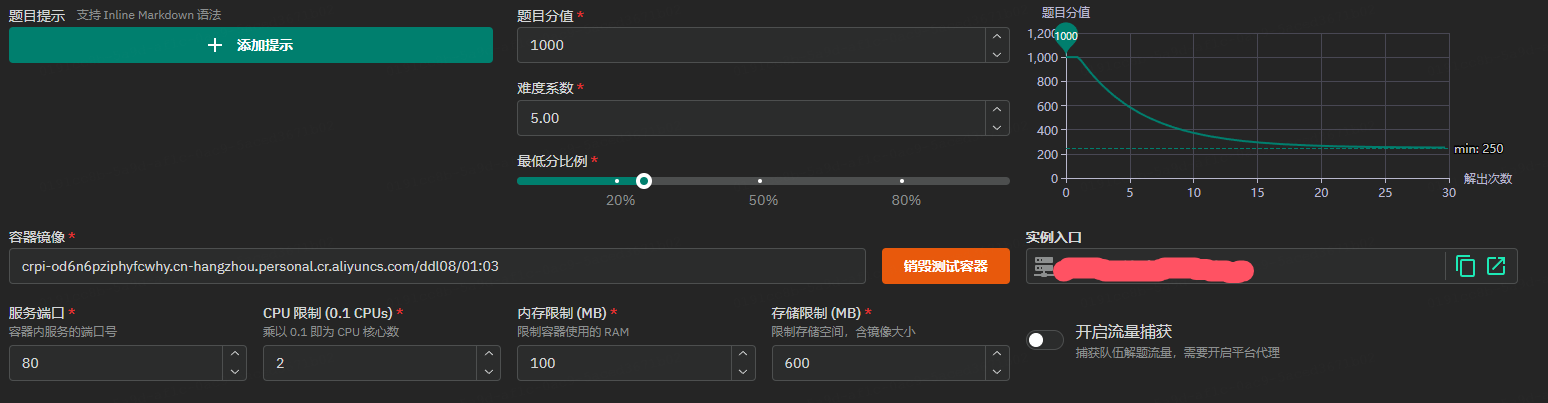 题目提示 支持 Inline Markdown 语法
添加提示
题目分值 *
1000
难度系数 *
5.00
最低分比例 *
20% 50% 80%
题目分值
1000
1,200
1,000
800
600
400
200
0
min: 250
0 5 10 15 20 25 30
解出次数
容器镜像 *
crpi-od6n6pziphyfcwhy.cn-hangzhou.personal.cr.aliyuncs.com/ddl08/01:03
销毁测试容器
实例入口
服务端口 *
容器内服务的端口号
80
CPU 限制 (0.1 CPUs) *
乘以 0.1 即为 CPU 核心数
2
内存限制 (MB) *
限制容器使用的 RAM
100
存储限制 (MB) *
限制存储空间，含镜像大小
600
开启流量捕获
捕获队伍解题流量，需要开启平台代理